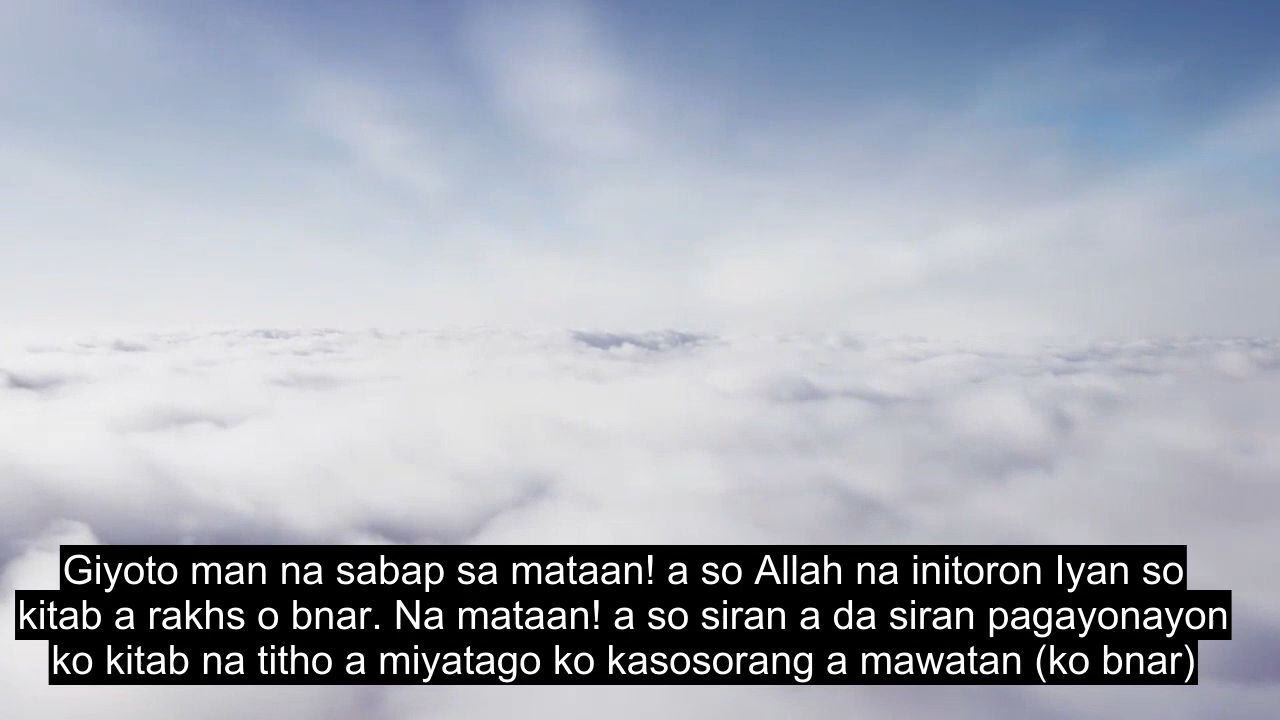 Giyoto man na sabap sa mataan! a so Allah na initoron Iyan so
kitab a rakhs o bnar. Na mataan! a so siran a da siran pagayonayon
ko kitab na titho a miyatago ko kasosorang a mawatan (ko bnar)